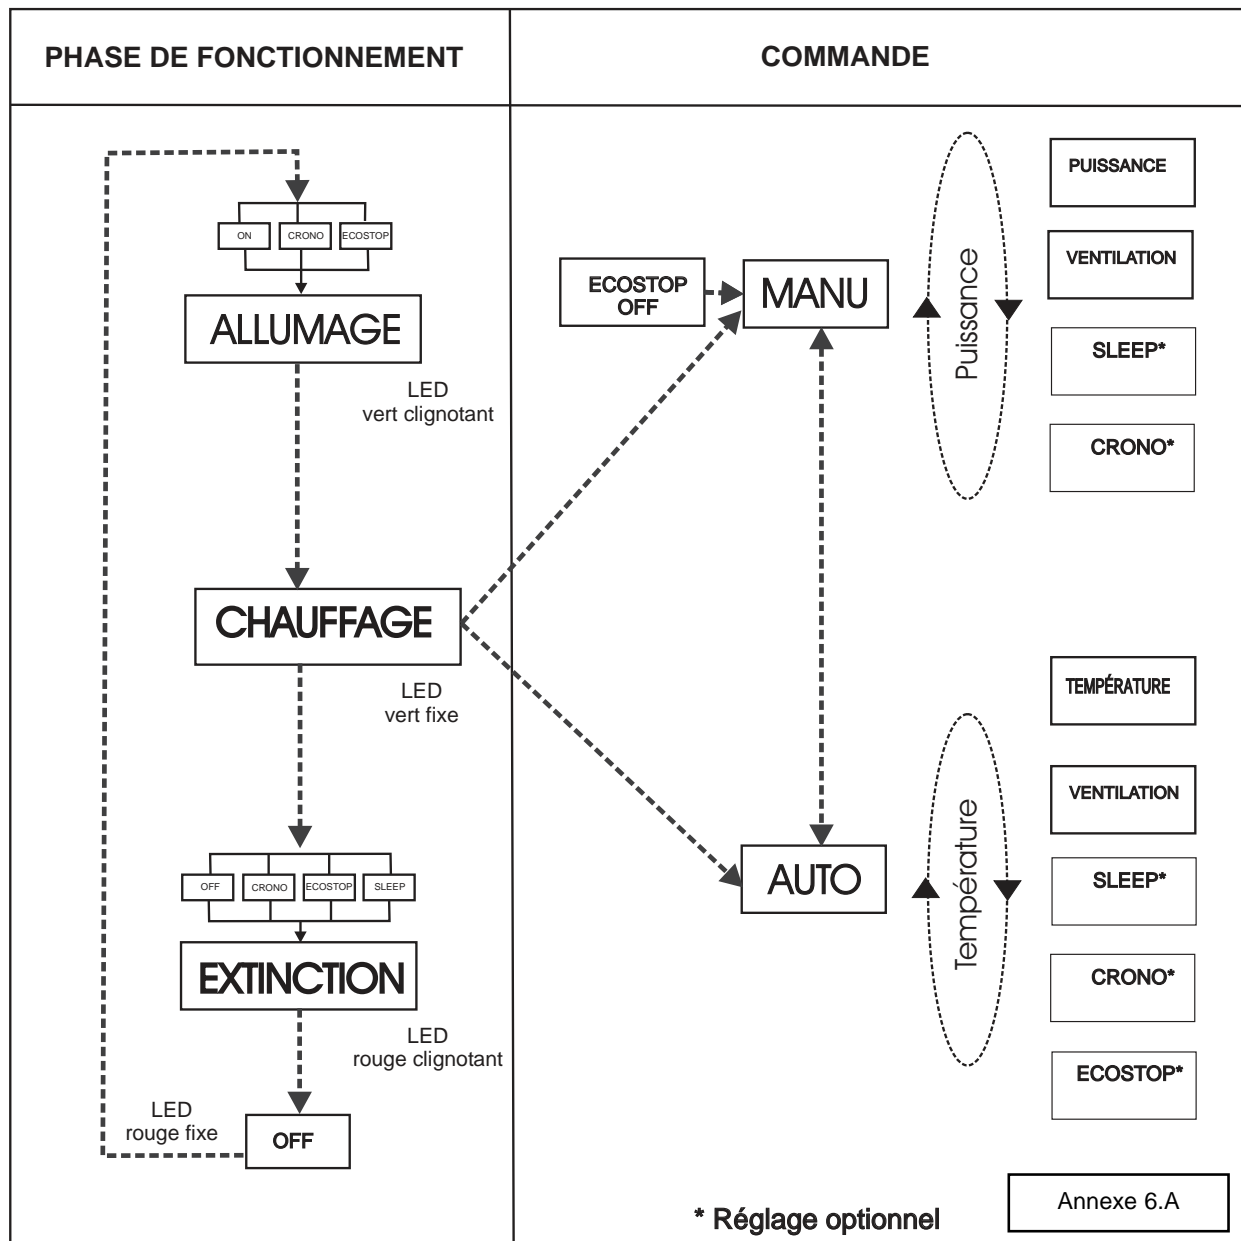 PHASE DE FONCTIONNEMENT
COMMANDE
ON
CRONO
ECOSTOP
ALLUMAGE
LED
vert clignotant
CHAUFFAGE
LED
vert fixe
OFF
CRONO
ECOSTOP
SLEEP
EXTINCTION
LED
rouge clignotant
LED
rouge fixe
OFF
ECOSTOP
OFF
MANU
Puissance
PUISSANCE
VENTILATION
SLEEP*
CRONO*
AUTO
Température
TEMPÉRATURE
VENTILATION
SLEEP*
CRONO*
ECOSTOP*
* Réglage optionnel
Annexe 6.A